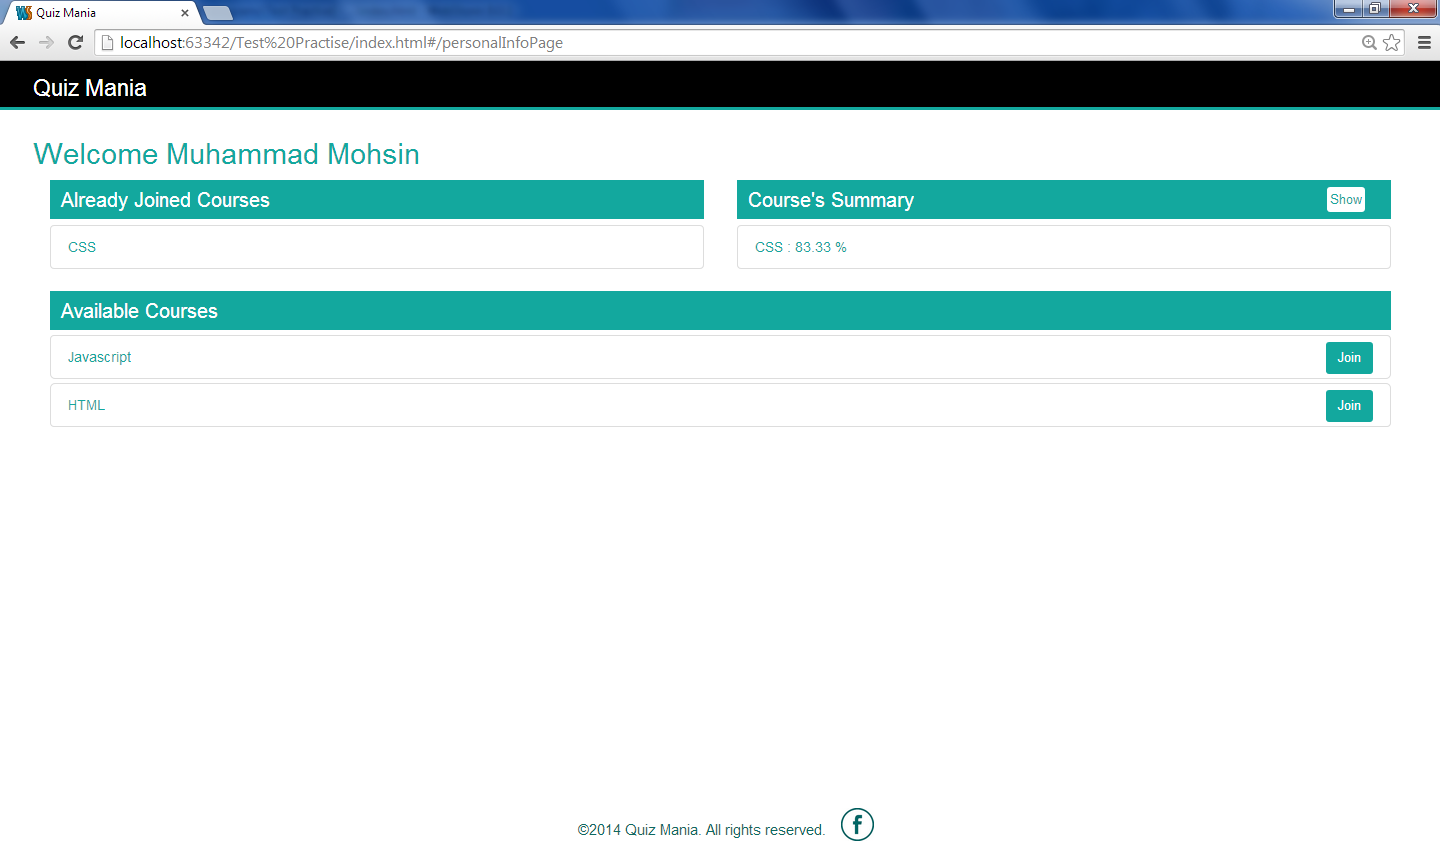 Quiz Mania
localhost:63342/Test%20Practise/index.html#/personalInfoPage
Quiz Mania
Welcome Muhammad Mohsin
Already Joined Courses
CSS
Course's Summary
Show
CSS : 83.33 %
Available Courses
Javascript
Join
HTML
Join
©2014 Quiz Mania. All rights reserved.